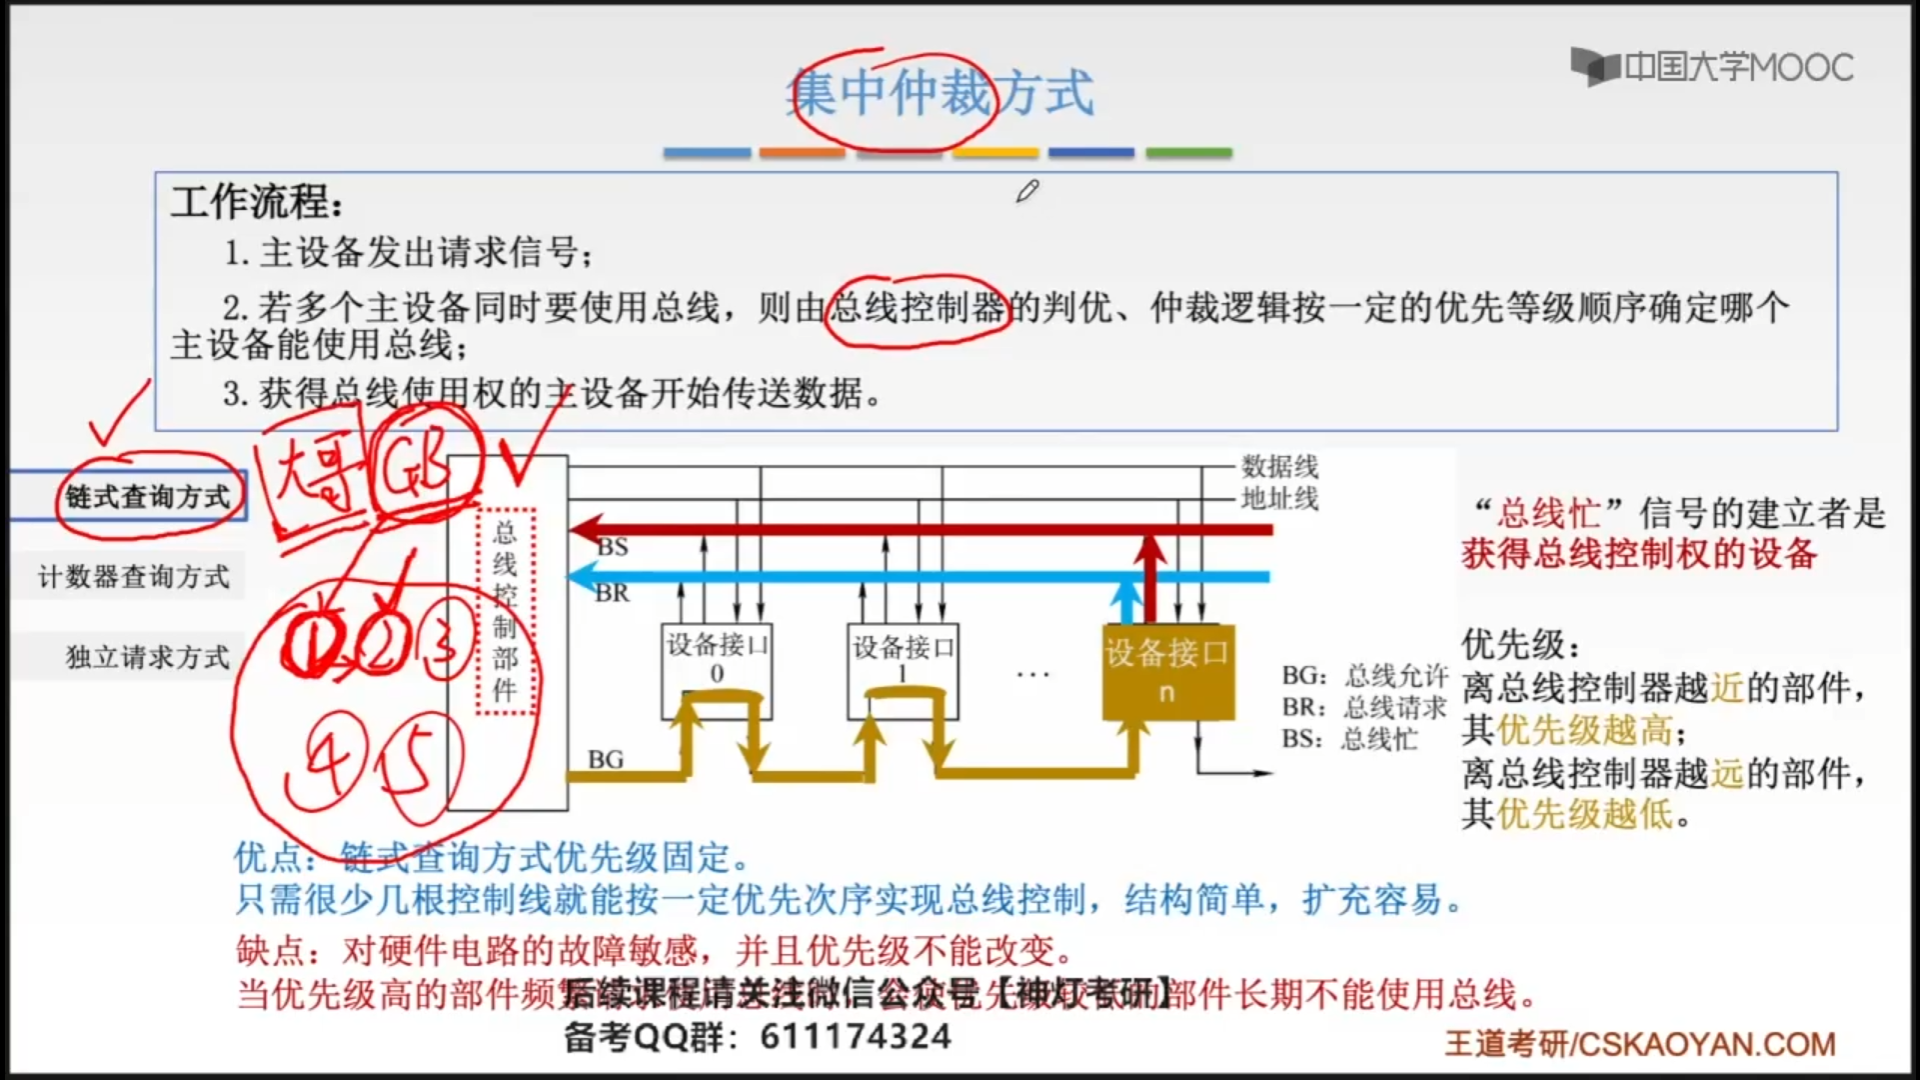 集中仲裁方式
中国大学MOOC
工作流程：
1. 主设备发出请求信号；
2. 若多个主设备同时要使用总线，则由总线控制器的判优、仲裁逻辑按一定的优先等级顺序确定哪个
主设备能使用总线；
3. 获得总线使用权的主设备开始传送数据。
链式查询方式
计数器查询方式
独立请求方式
大哥
① ② ③
④ ⑤
总线控制部件
数据线
地址线
BS
BR
设备接口
0
设备接口
1
…
设备接口
n
BG
BG：总线允许
BR：总线请求
BS：总线忙
“总线忙”信号的建立者是
获得总线控制权的设备
优先级：
离总线控制器越近的部件，
其优先级越高；
离总线控制器越远的部件，
其优先级越低。
优点：链式查询方式优先级固定。
只需很少几根控制线就能按一定优先次序实现总线控制，结构简单，扩充容易。
缺点：对硬件电路的故障敏感，并且优先级不能改变。
当优先级高的部件频 部件长期不能使用总线。
后续课程请关注微信公众号【神灯考研】
备考QQ群：611174324
王道考研/CSKAOYAN.COM